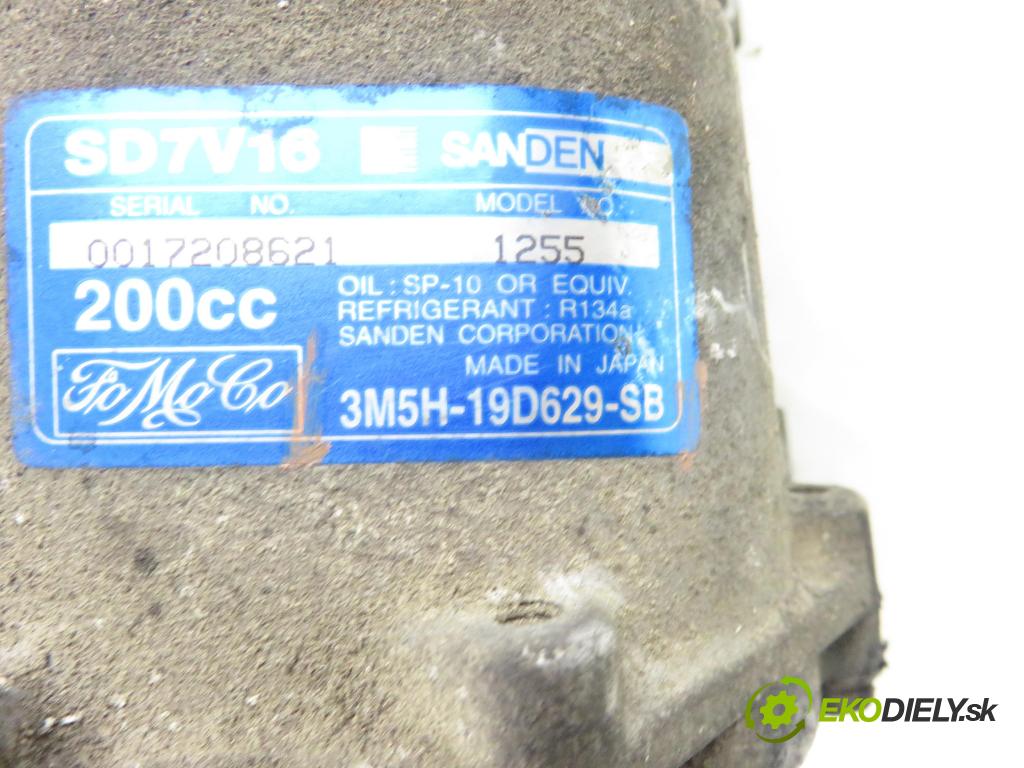 SD7V16 SANDEN
SERIAL NO. MODEL NO.
0017208621 1255
200cc
OIL : SP-10 OR EQUIV.
REFRIGERANT : R134a
SANDEN CORPORATION
MADE IN JAPAN
FoMoCo
3M5H-19D629-SB
EKODIELY.sk